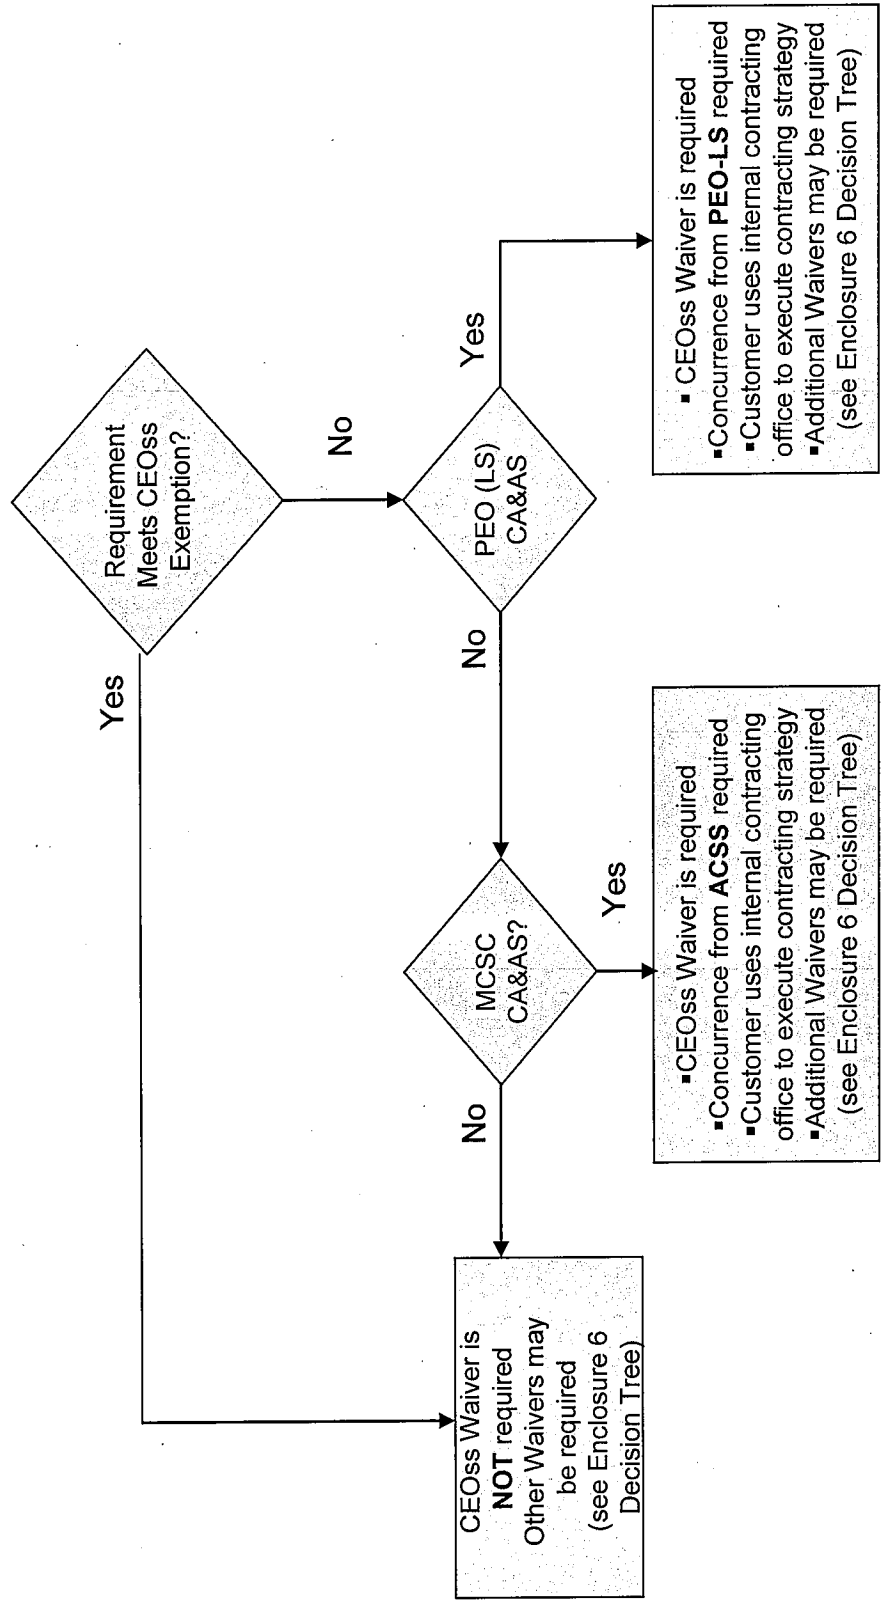 Requirement
Meets CEOss
Exemption?
Yes
No
PEO (LS)
CA&AS
No
Yes
MCSC
CA&AS?
No
Yes
CEOss Waiver is
NOT required
Other Waivers may
be required
(see Enclosure 6
Decision Tree)
▪CEOss Waiver is required
▪Concurrence from ACSS required
▪Customer uses internal contracting
office to execute contracting strategy
▪Additional Waivers may be required
(see Enclosure 6 Decision Tree)
▪ CEOss Waiver is required
▪Concurrence from PEO-LS required
▪Customer uses internal contracting
office to execute contracting strategy
▪Additional Waivers may be required
(see Enclosure 6 Decision Tree)